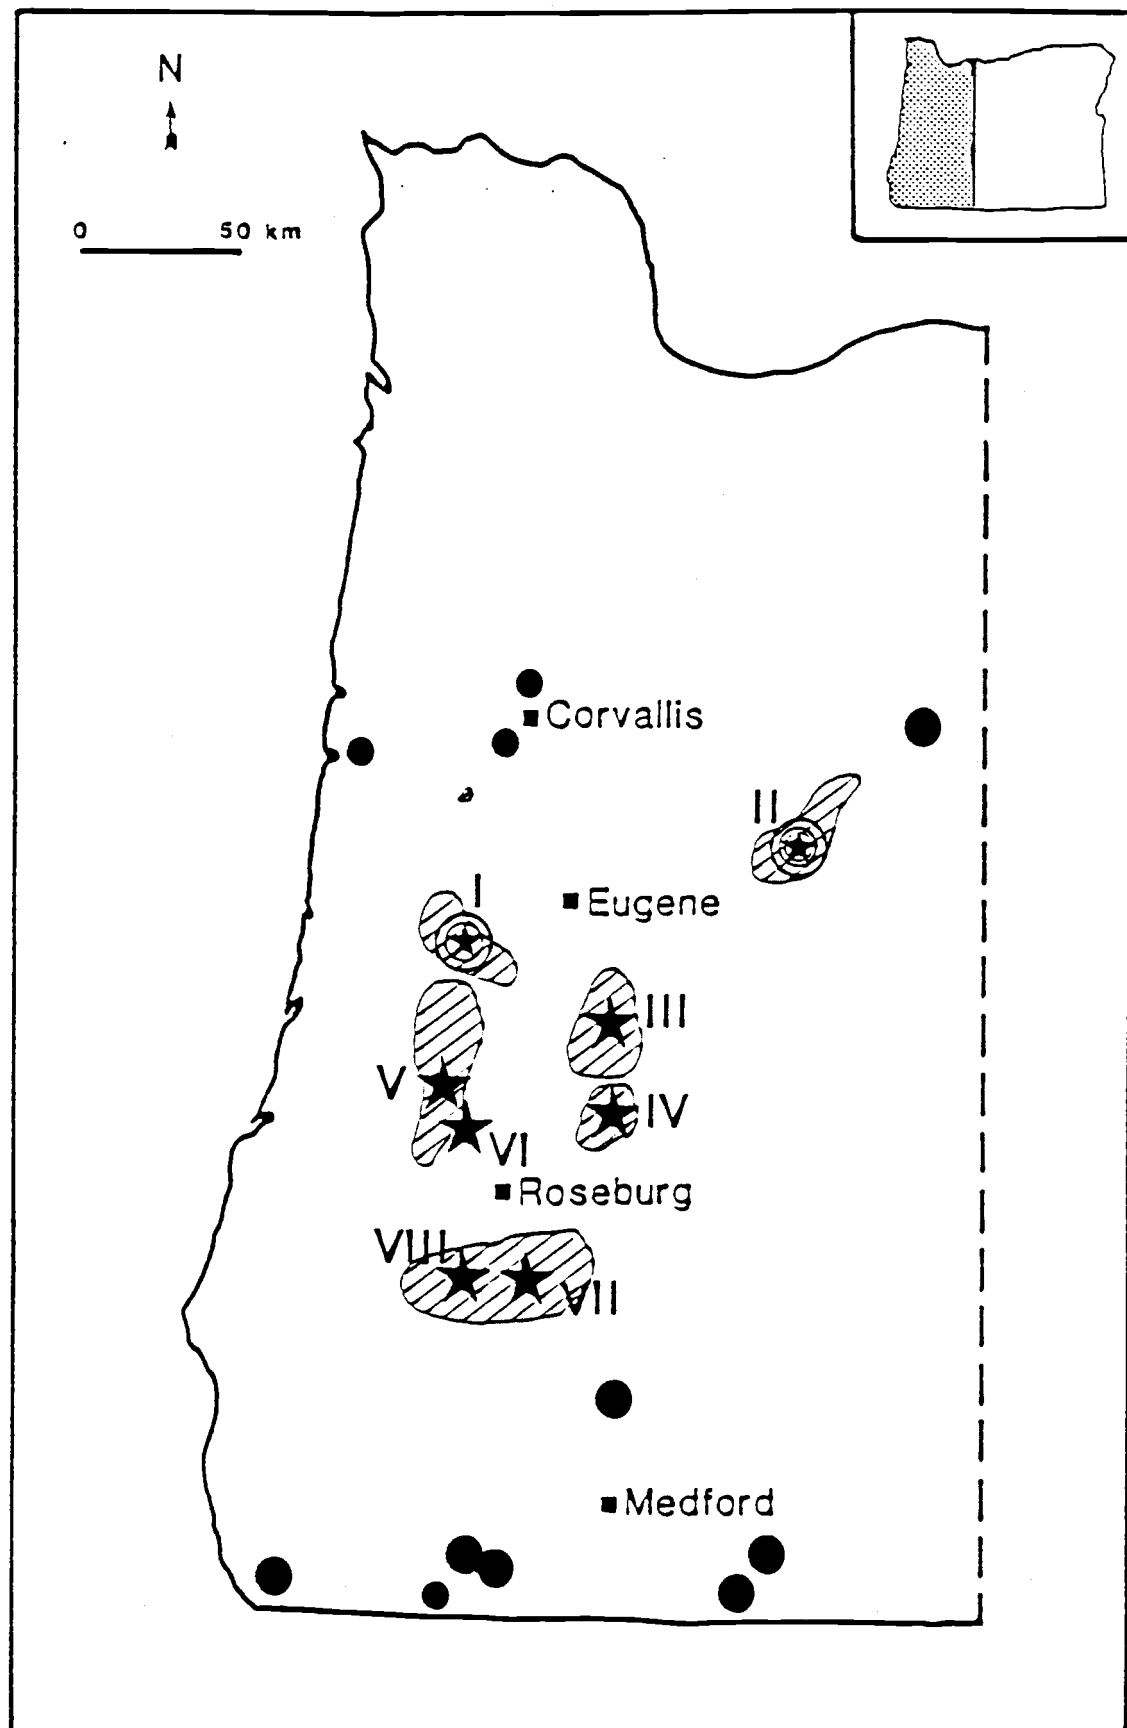 N
0 50 km
Corvallis
II
I
Eugene
III
V
IV
VI
Roseburg
VIII
VII
Medford